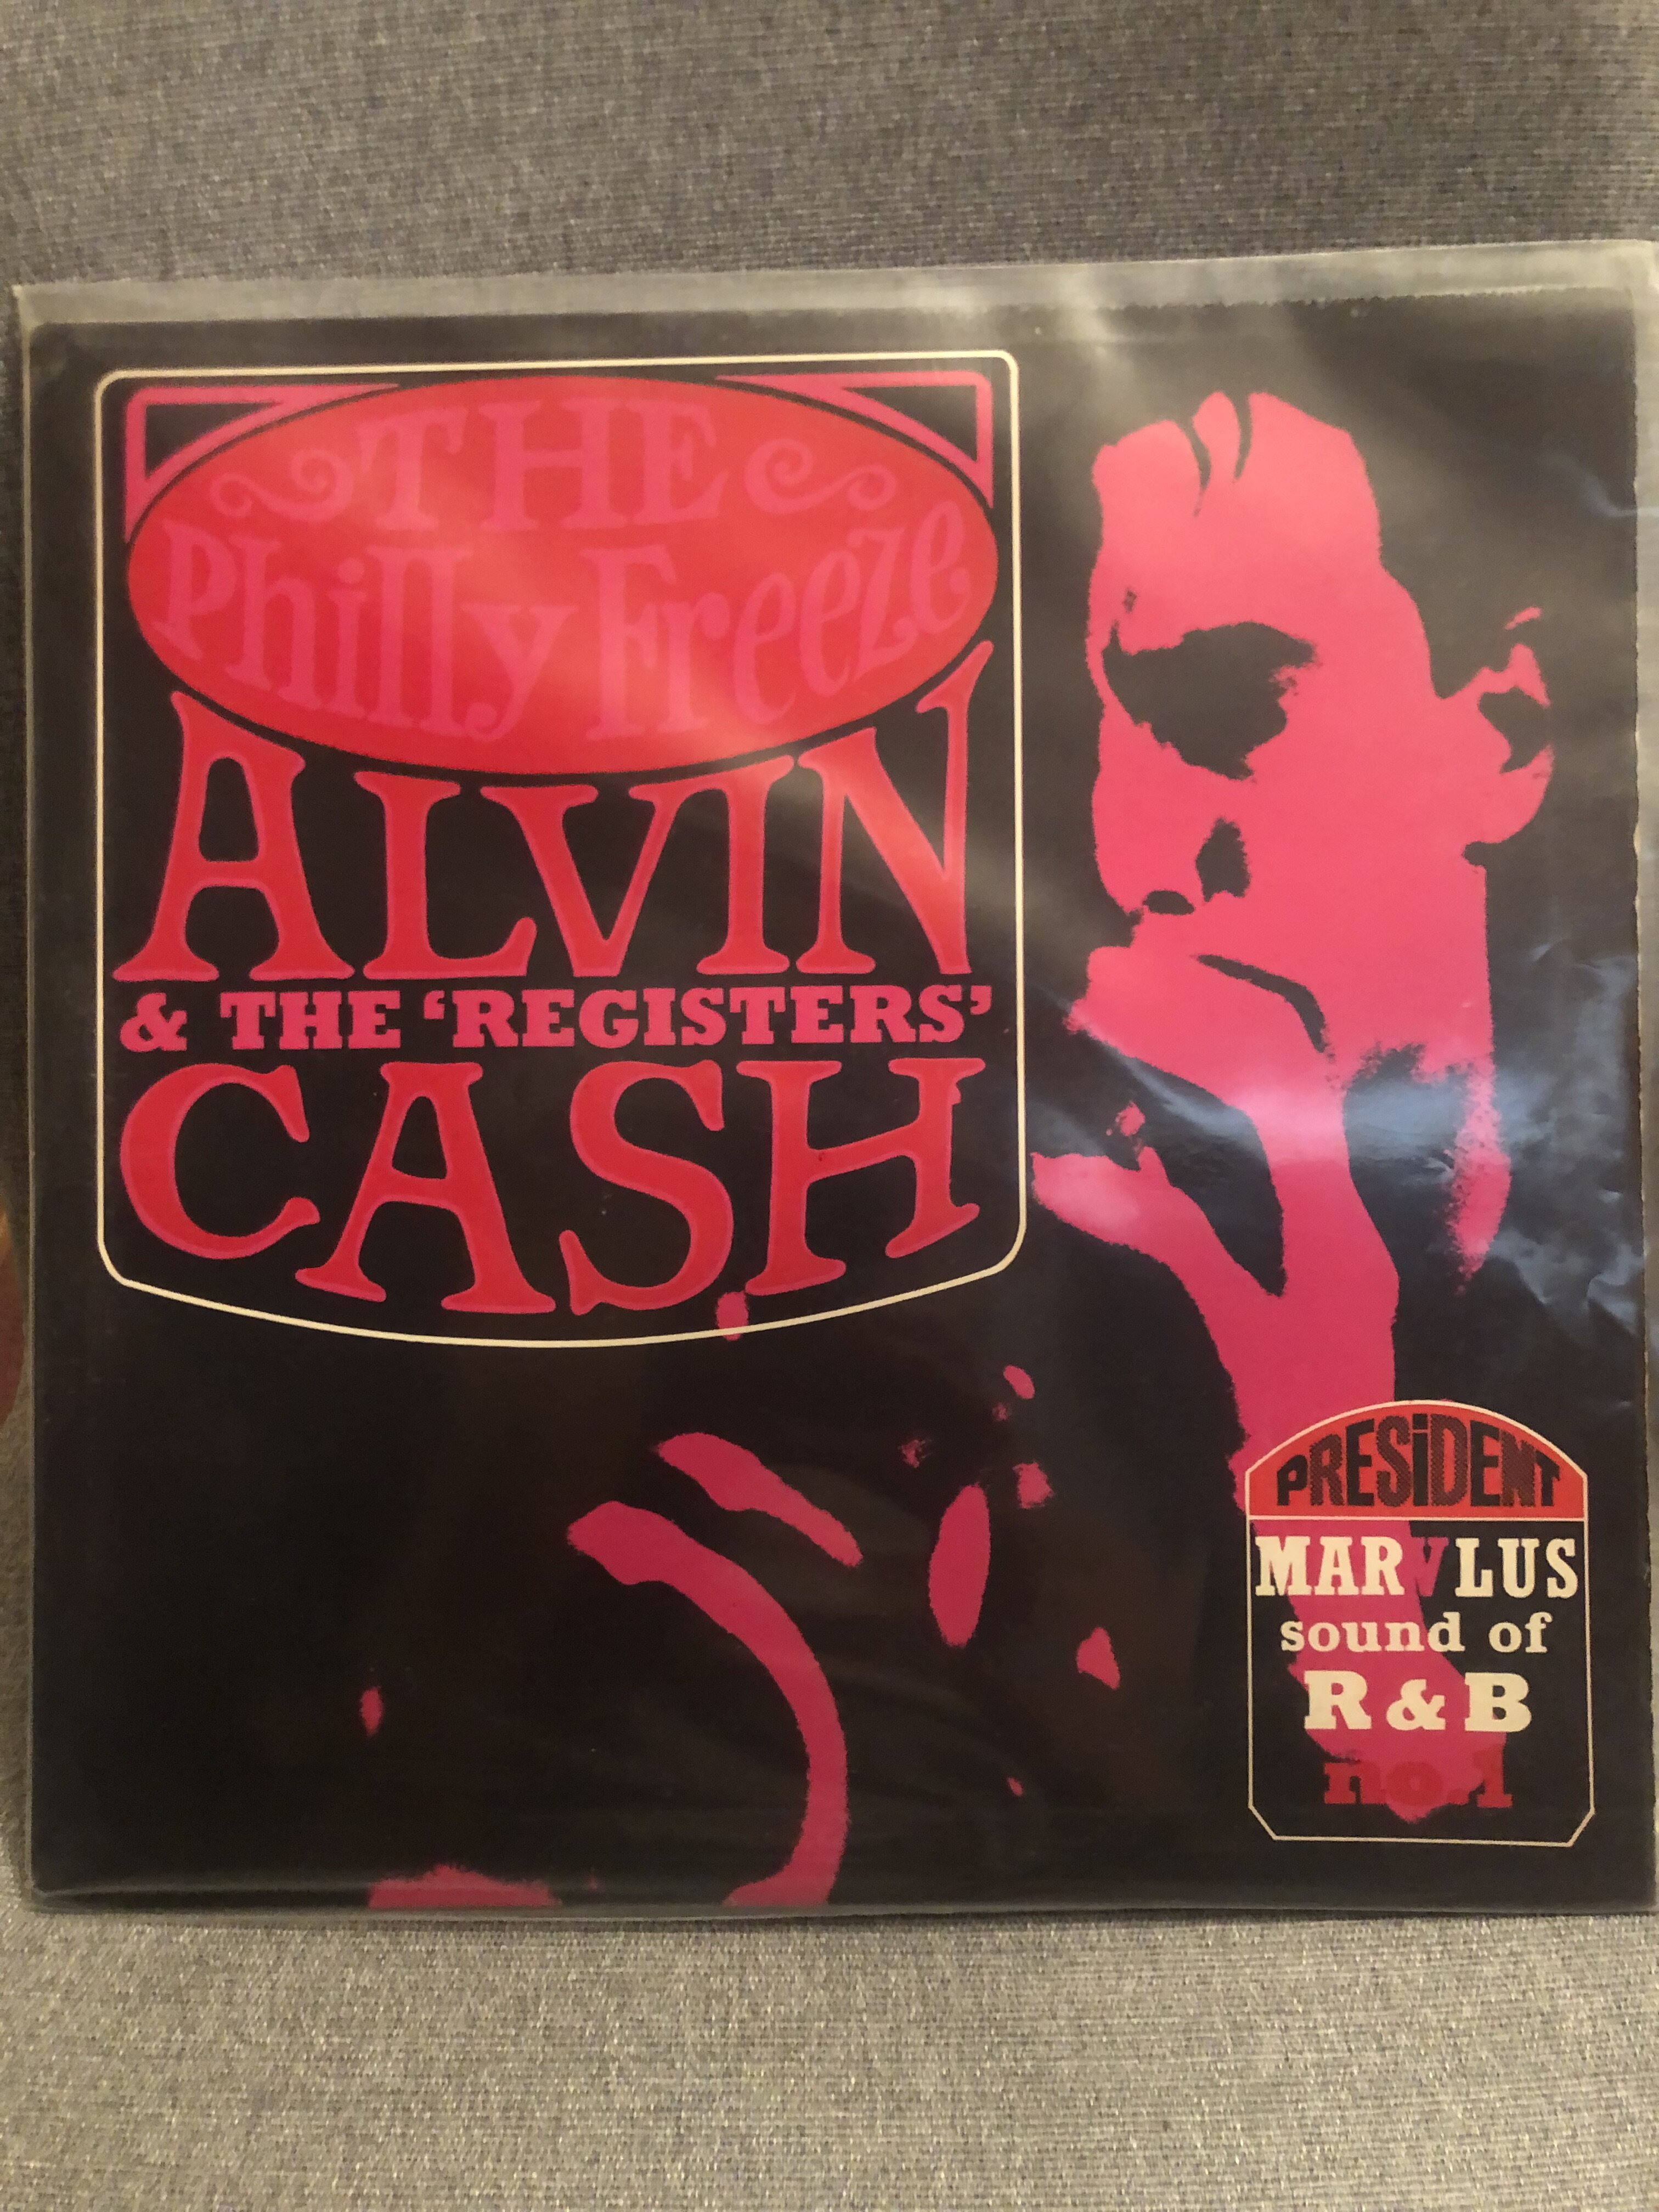 THE
Philly Freeze
ALVIN
& THE ‘REGISTERS’
CASH
PRESiDENT
MARVLUS
sound of
R & B
no.1